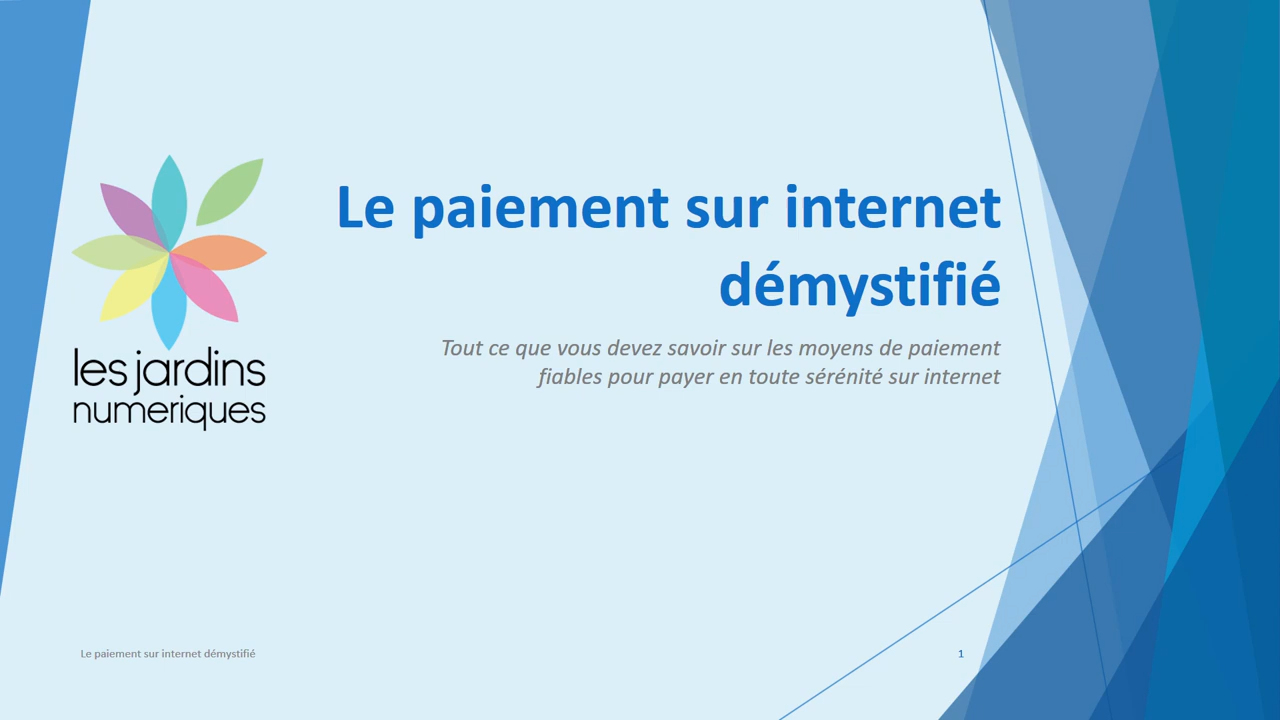 Le paiement sur internet
démystifié
Tout ce que vous devez savoir sur les moyens de paiement
fiables pour payer en toute sérénité sur internet
les jardins
numeriques
Le paiement sur internet démystifié
1